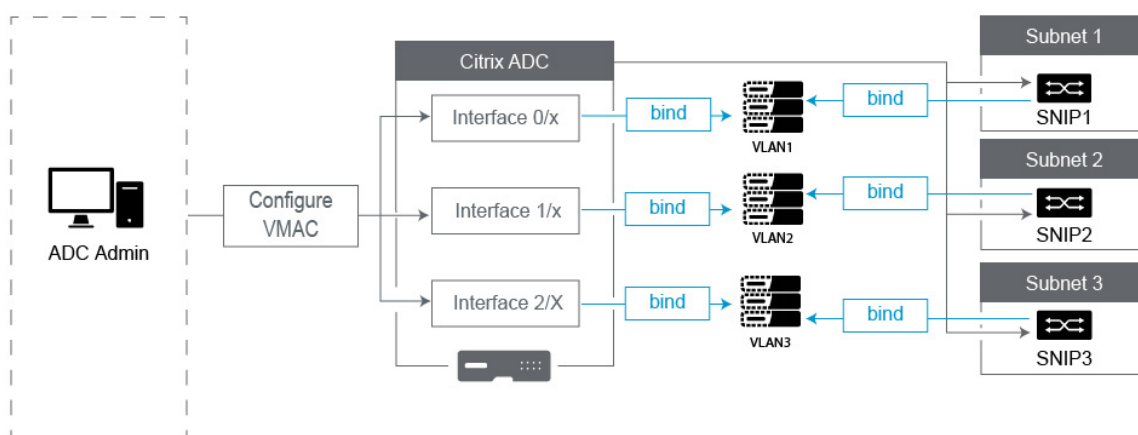 Citrix ADC
Subnet 1
Interface 0/x
bind
VLAN1
bind
SNIP1
ADC Admin
Configure
VMAC
Interface 1/x
bind
VLAN2
bind
Subnet 2
SNIP2
Interface 2/X
bind
VLAN3
bind
Subnet 3
SNIP3